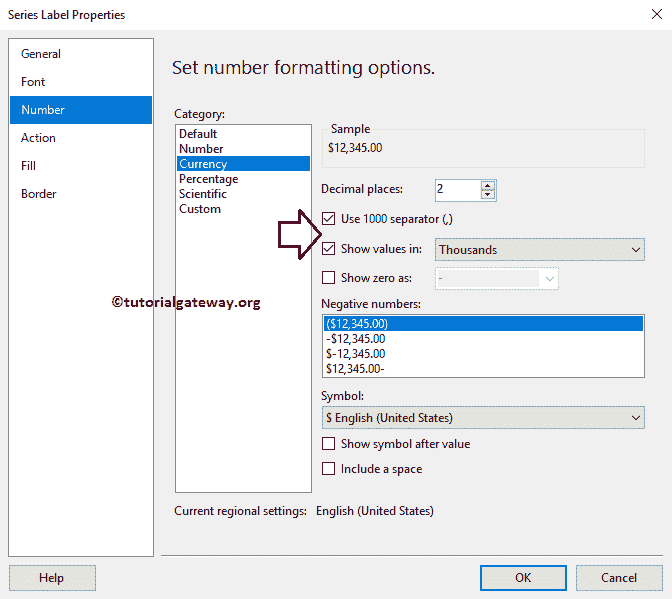 Series Label Properties
General
Font
Number
Action
Fill
Border
Set number formatting options.
Category:
Default
Number
Currency
Percentage
Scientific
Custom
Sample
$12,345.00
Decimal places: 2
Use 1000 separator (,)
Show values in: Thousands
Show zero as: -
©tutorialgateway.org
Negative numbers:
($12,345.00)
-$12,345.00
$-12,345.00
$12,345.00-
Symbol:
$ English (United States)
Show symbol after value
Include a space
Current regional settings: English (United States)
Help OK Cancel